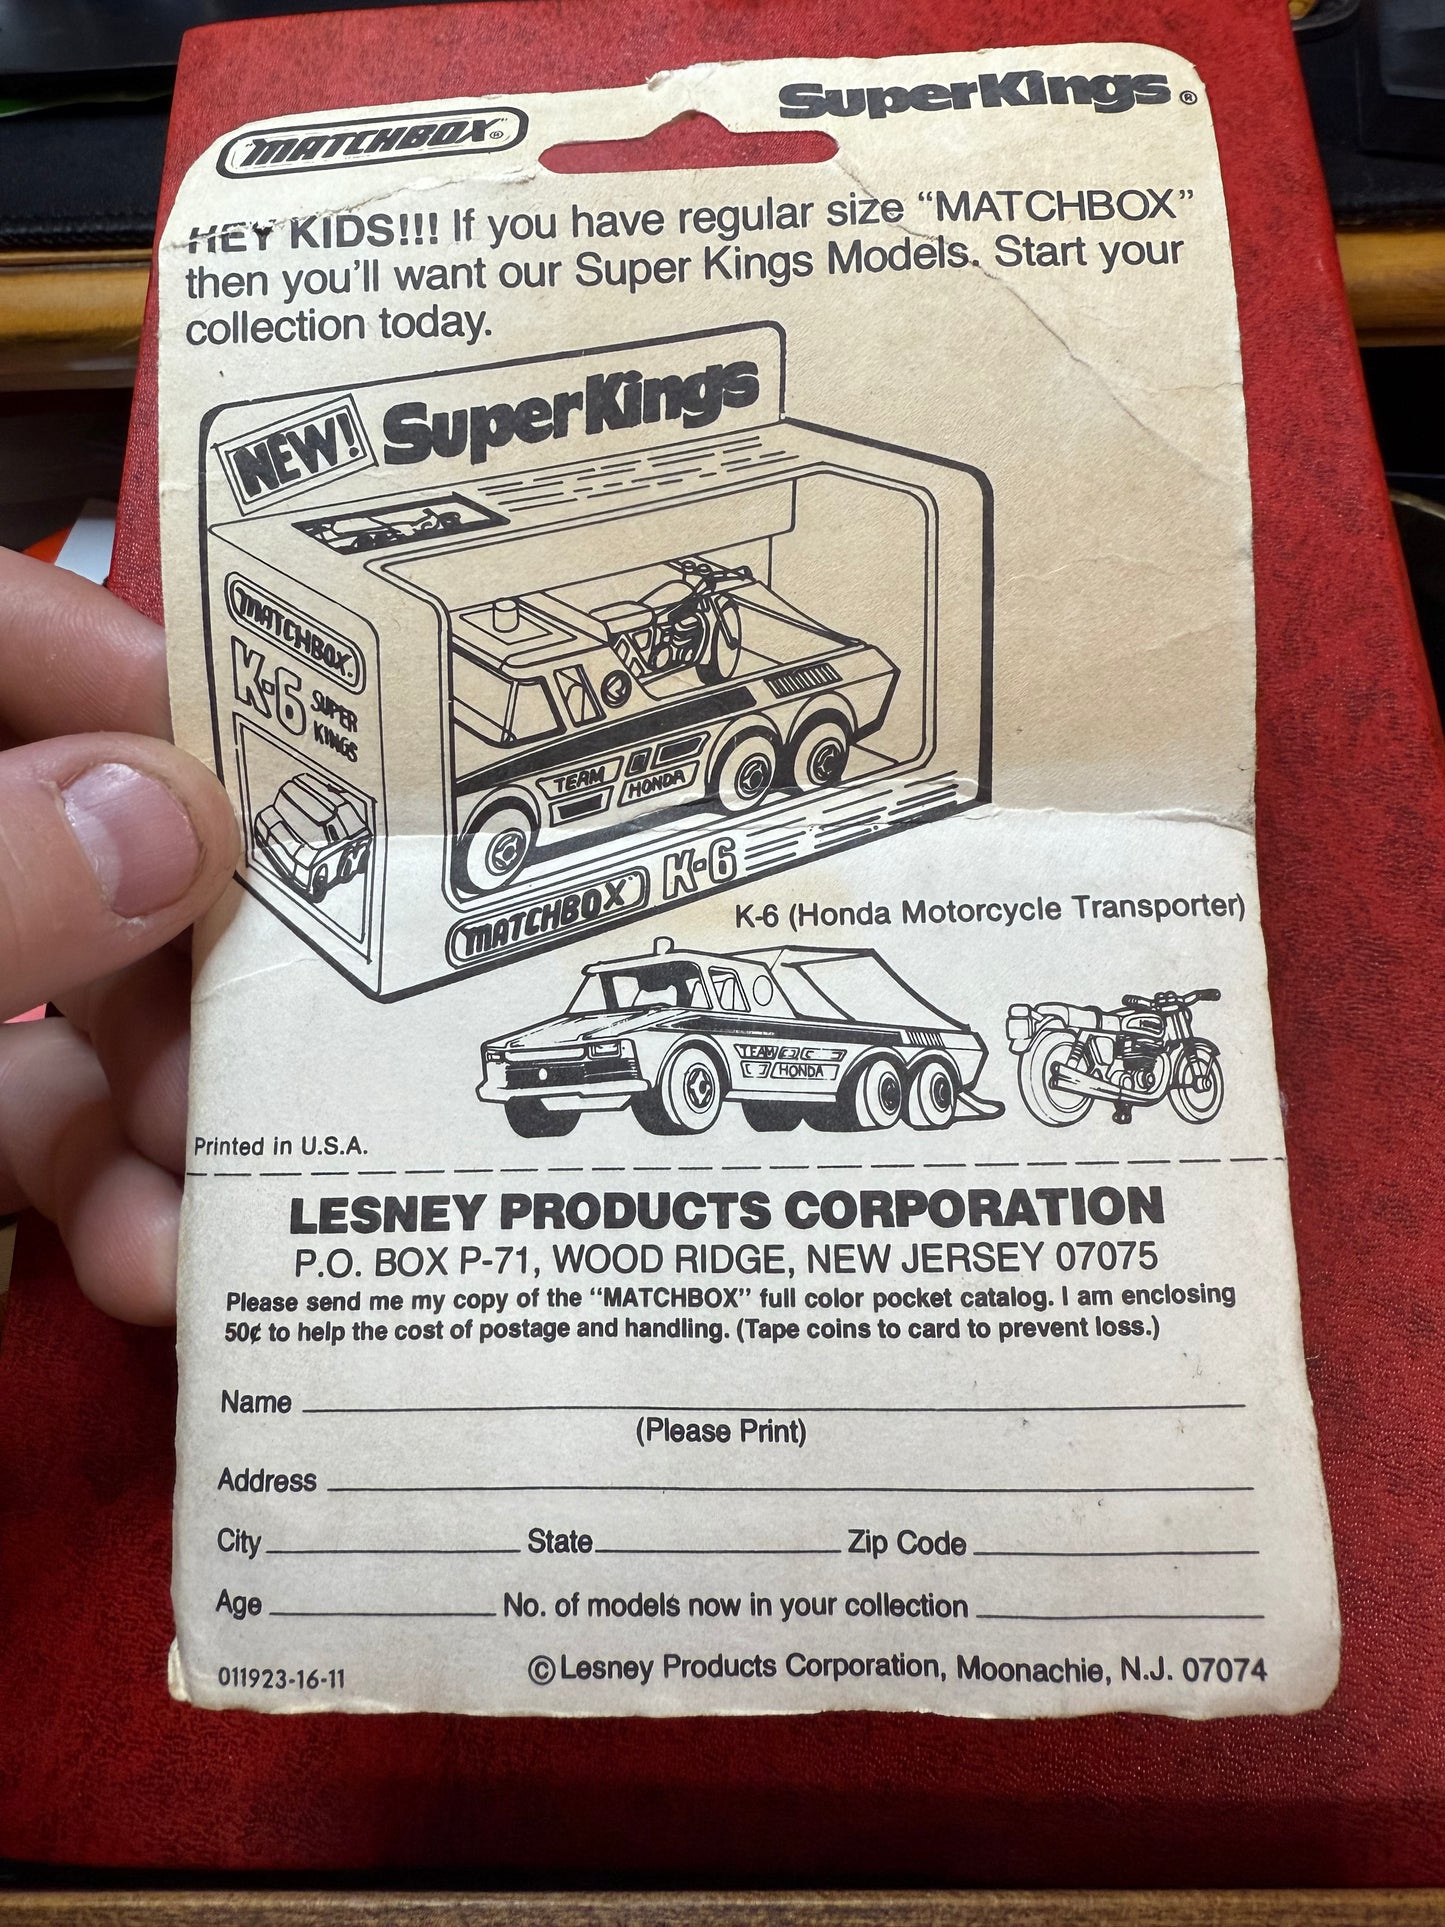 MATCHBOX®
SuperKings®
HEY KIDS!!! If you have regular size “MATCHBOX”
then you’ll want our Super Kings Models. Start your
collection today.
NEW! SuperKings
MATCHBOX
K-6 SUPER
KINGS
TEAM
HONDA
MATCHBOX K-6
K-6 (Honda Motorcycle Transporter)
TEAM
HONDA
Printed in U.S.A.
LESNEY PRODUCTS CORPORATION
P.O. BOX P-71, WOOD RIDGE, NEW JERSEY 07075
Please send me my copy of the “MATCHBOX” full color pocket catalog. I am enclosing
50¢ to help the cost of postage and handling. (Tape coins to card to prevent loss.)
Name
(Please Print)
Address
City State Zip Code
Age No. of models now in your collection
011923-16-11 ©Lesney Products Corporation, Moonachie, N.J. 07074